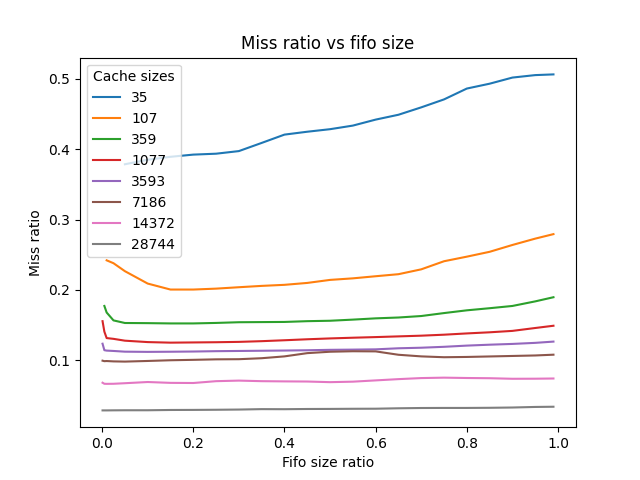 Miss ratio vs fifo size
Cache sizes
35
107
359
1077
3593
7186
14372
28744
Miss ratio
0.5
0.4
0.3
0.2
0.1
0.0 0.2 0.4 0.6 0.8 1.0
Fifo size ratio